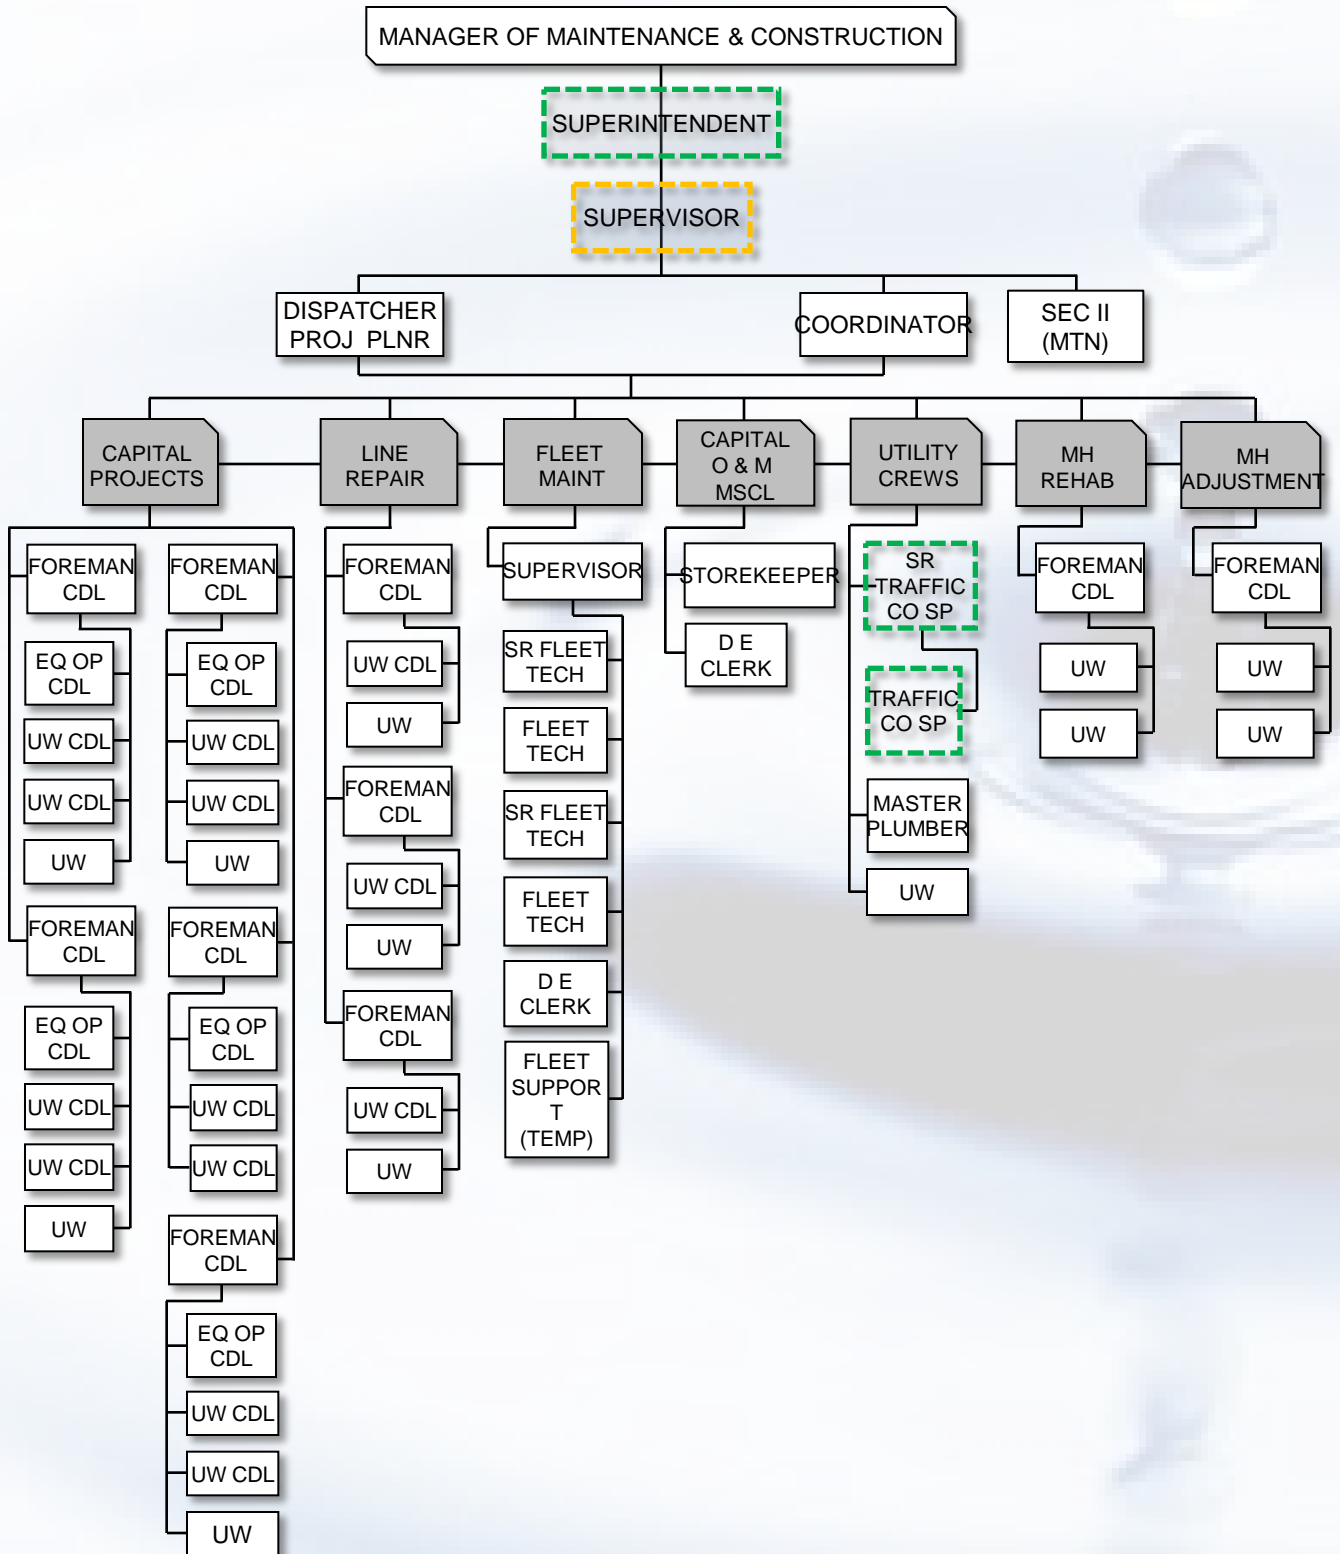 MANAGER OF MAINTENANCE & CONSTRUCTION
SUPERINTENDENT
SUPERVISOR
DISPATCHER
PROJ PLNR
COORDINATOR
SEC II
(MTN)
CAPITAL
PROJECTS
LINE
REPAIR
FLEET
MAINT
CAPITAL
O & M
MSCL
UTILITY
CREWS
MH
REHAB
MH
ADJUSTMENT
FOREMAN
CDL
EQ OP
CDL
UW CDL
UW CDL
UW
FOREMAN
CDL
EQ OP
CDL
UW CDL
UW CDL
UW
FOREMAN
CDL
EQ OP
CDL
UW CDL
UW CDL
UW
FOREMAN
CDL
EQ OP
CDL
UW CDL
UW CDL
FOREMAN
CDL
EQ OP
CDL
UW CDL
UW CDL
UW
FOREMAN
CDL
UW CDL
UW
FOREMAN
CDL
UW CDL
UW
FOREMAN
CDL
UW CDL
UW
SUPERVISOR
SR FLEET
TECH
FLEET
TECH
SR FLEET
TECH
FLEET
TECH
D E
CLERK
FLEET
SUPPOR
T
(TEMP)
STOREKEEPER
D E
CLERK
SR
TRAFFIC
CO SP
TRAFFIC
CO SP
MASTER
PLUMBER
UW
FOREMAN
CDL
UW
UW
FOREMAN
CDL
UW
UW